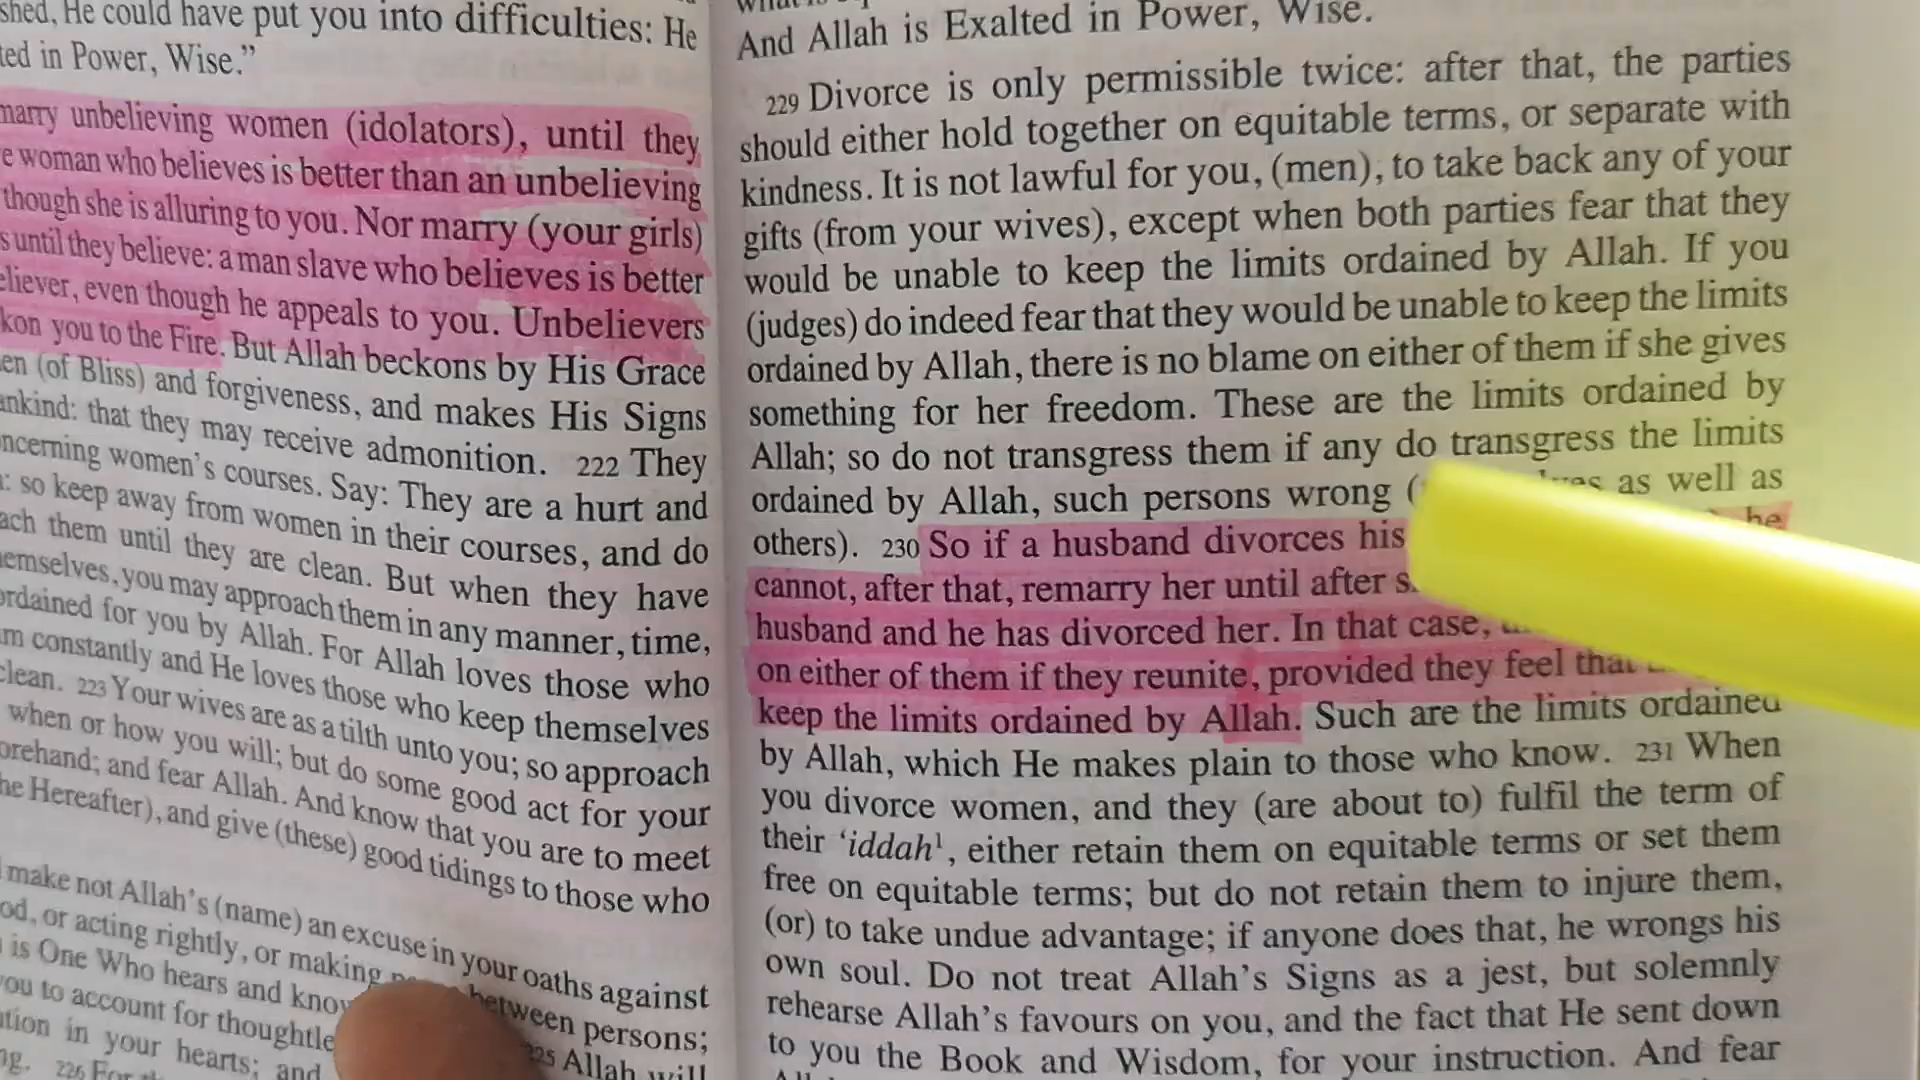 shed, He could have put you into difficulties: He
ted in Power, Wise.”
marry unbelieving women (idolators), until they
woman who believes is better than an unbelieving
though she is alluring to you. Nor marry (your girls)
until they believe: a man slave who believes is better
eliever, even though he appeals to you. Unbelievers
kon you to the Fire. But Allah beckons by His Grace
en (of Bliss) and forgiveness, and makes His Signs
ankind: that they may receive admonition. 222 They
ncerning women’s courses. Say: They are a hurt and
: so keep away from women in their courses, and do
ach them until they are clean. But when they have
emselves, you may approach them in any manner, time,
ordained for you by Allah. For Allah loves those who
m constantly and He loves those who keep themselves
clean. 223 Your wives are as a tilth unto you; so approach
when or how you will; but do some good act for your
orehand; and fear Allah. And know that you are to meet
he Hereafter), and give (these) good tidings to those who
make not Allah’s (name) an excuse in your oaths against
od, or acting rightly, or making between persons;
is One Who hears and know 225 Allah will
you to account for thoughtle
ntion in your hearts; and
ng. 226
And Allah is Exalted in Power, Wise.
229 Divorce is only permissible twice: after that, the parties
should either hold together on equitable terms, or separate with
kindness. It is not lawful for you, (men), to take back any of your
gifts (from your wives), except when both parties fear that they
would be unable to keep the limits ordained by Allah. If you
(judges) do indeed fear that they would be unable to keep the limits
ordained by Allah, there is no blame on either of them if she gives
something for her freedom. These are the limits ordained by
Allah; so do not transgress them if any do transgress the limits
ordained by Allah, such persons wrong ( as well as
others). 230 So if a husband divorces his he
cannot, after that, remarry her until after
husband and he has divorced her. In that case,
on either of them if they reunite, provided they feel that
keep the limits ordained by Allah. Such are the limits ordained
by Allah, which He makes plain to those who know. 231 When
you divorce women, and they (are about to) fulfil the term of
their ‘iddah¹, either retain them on equitable terms or set them
free on equitable terms; but do not retain them to injure them,
(or) to take undue advantage; if anyone does that, he wrongs his
own soul. Do not treat Allah’s Signs as a jest, but solemnly
rehearse Allah’s favours on you, and the fact that He sent down
to you the Book and Wisdom, for your instruction. And fear